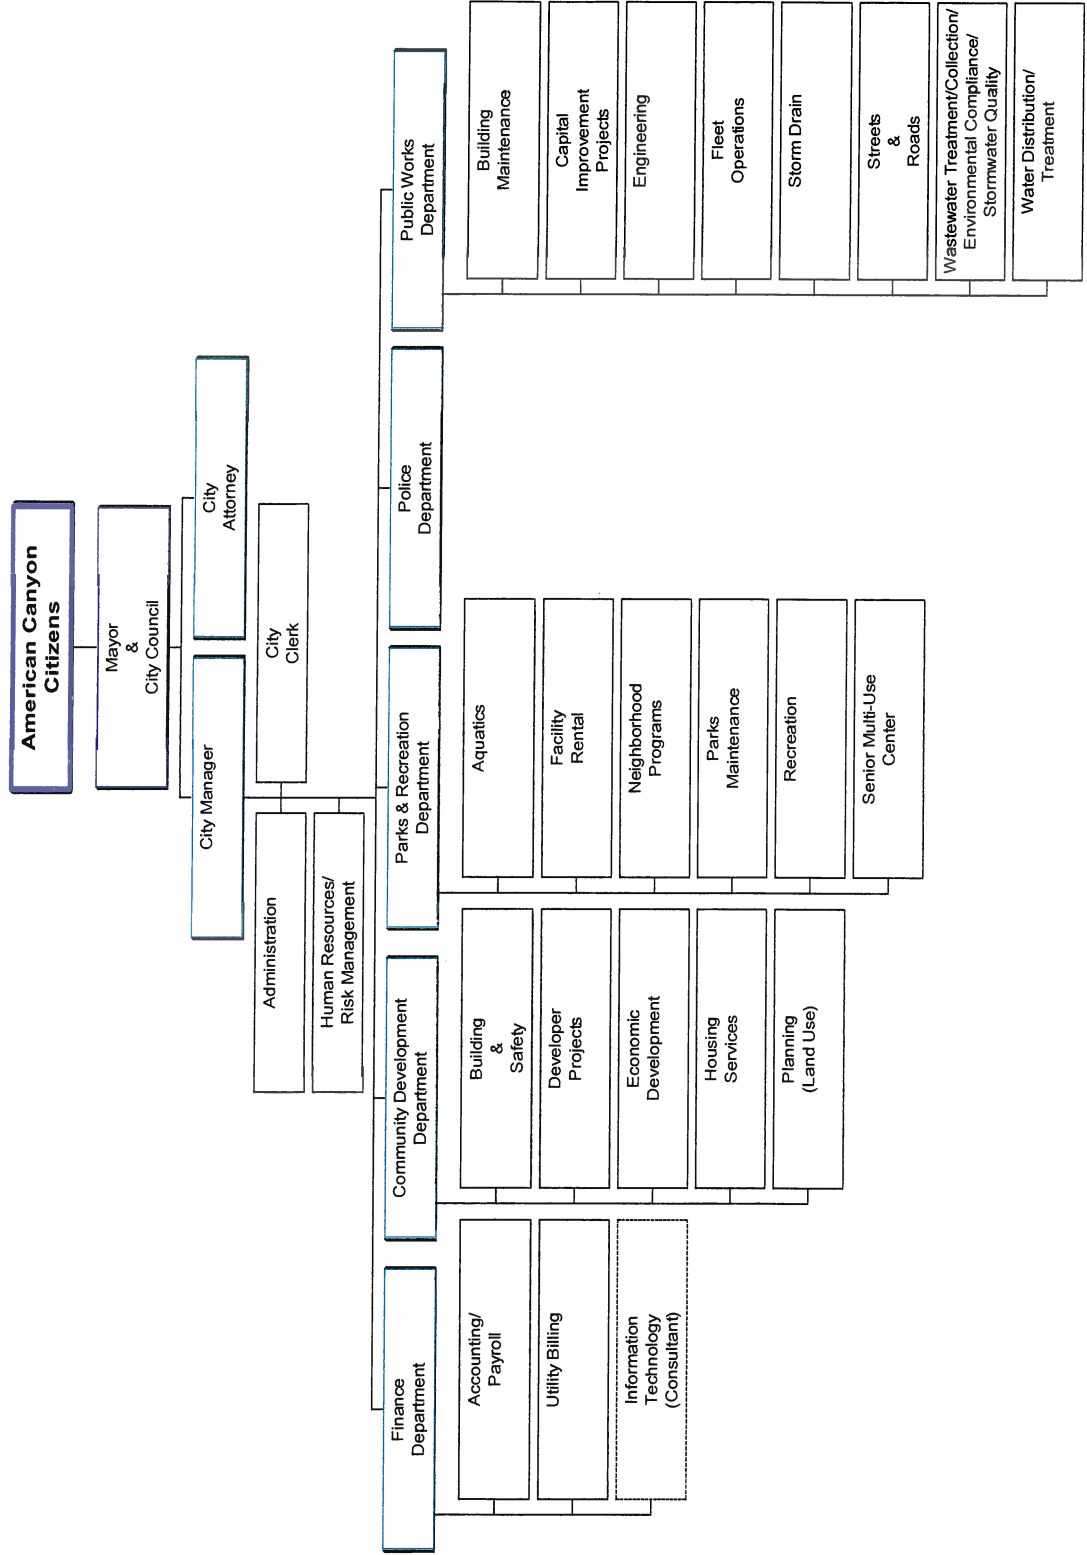 American Canyon
Citizens
Mayor
&
City Council
City Manager
City
Attorney
Administration
City
Clerk
Human Resources/
Risk Management
Finance
Department
Accounting/
Payroll
Utility Billing
Information
Technology
(Consultant)
Community Development
Department
Building
&
Safety
Developer
Projects
Economic
Development
Housing
Services
Planning
(Land Use)
Parks & Recreation
Department
Aquatics
Facility
Rental
Neighborhood
Programs
Parks
Maintenance
Recreation
Senior Multi-Use
Center
Police
Department
Public Works
Department
Building
Maintenance
Capital
Improvement
Projects
Engineering
Fleet
Operations
Storm Drain
Streets
&
Roads
Wastewater Treatment/Collection/
Environmental Compliance/
Stormwater Quality
Water Distribution/
Treatment